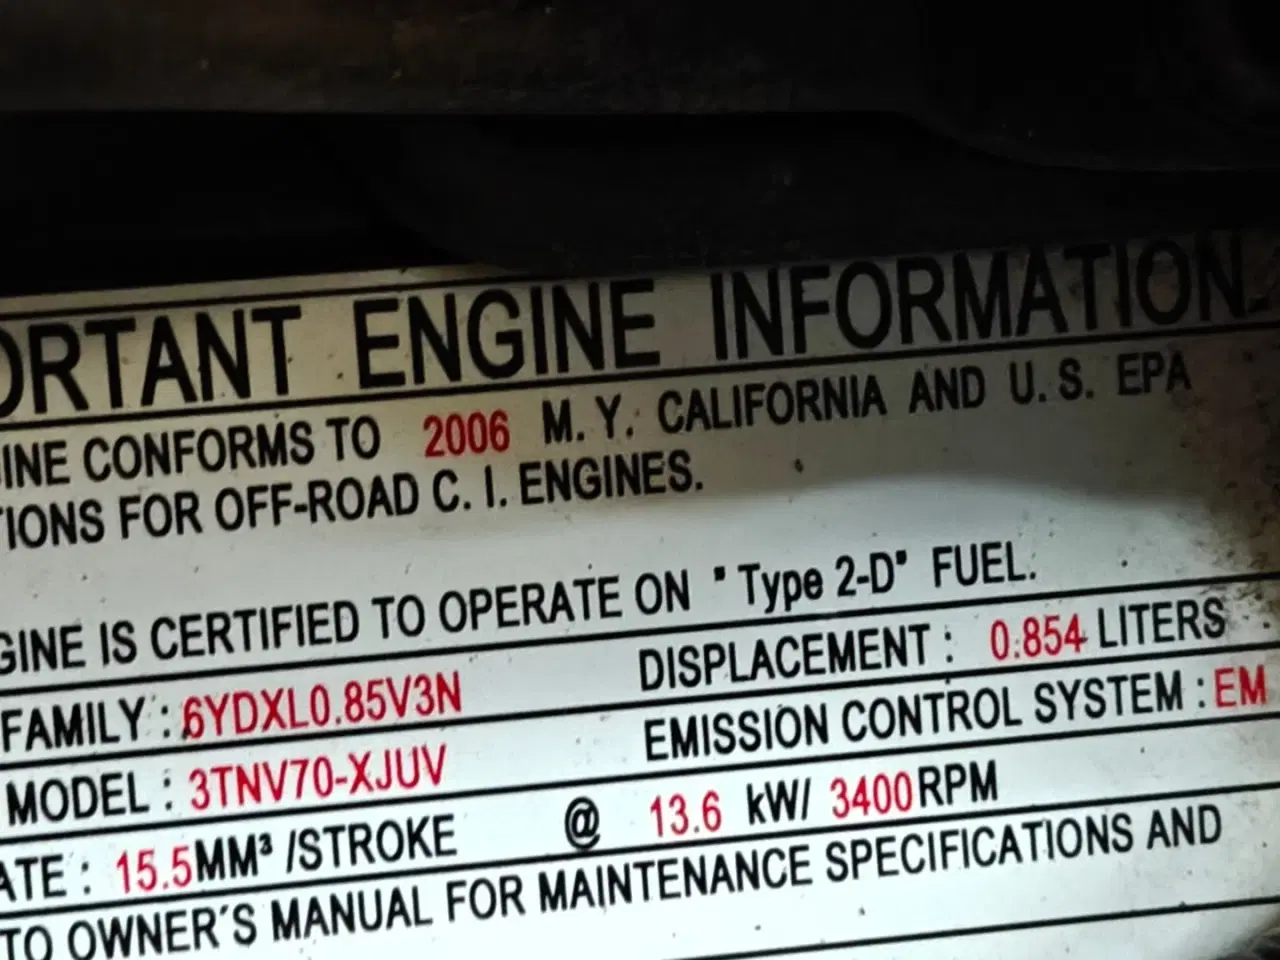 ORTANT ENGINE INFORMATION
INE CONFORMS TO 2006 M. Y. CALIFORNIA AND U. S. EPA
IONS FOR OFF-ROAD C. I. ENGINES.
GINE IS CERTIFIED TO OPERATE ON "Type 2-D" FUEL.
FAMILY : 6YDXL0.85V3N DISPLACEMENT : 0.854 LITERS
MODEL : 3TNV70-XJUV EMISSION CONTROL SYSTEM : EM
ATE : 15.5MM³ /STROKE @ 13.6 kW/ 3400RPM
TO OWNER'S MANUAL FOR MAINTENANCE SPECIFICATIONS AND